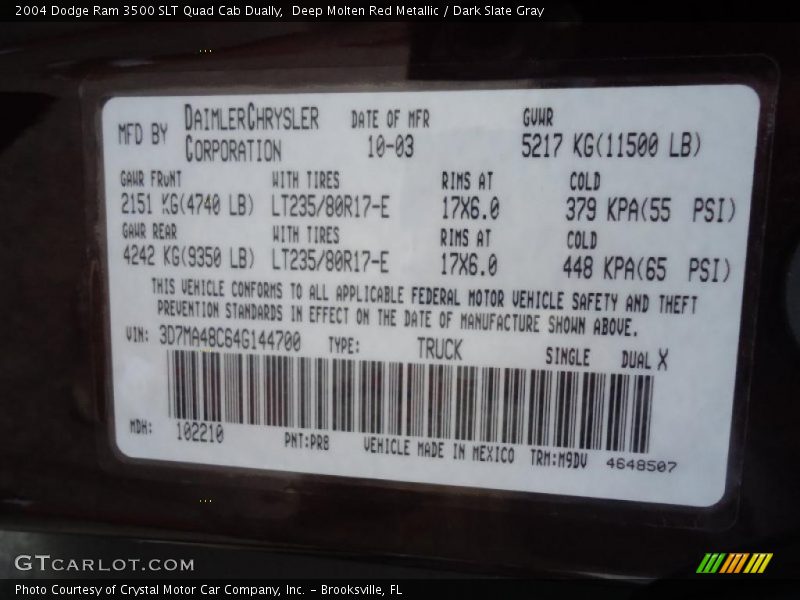 2004 Dodge Ram 3500 SLT Quad Cab Dually,  Deep Molten Red Metallic / Dark Slate Gray
MFD BY DAIMLERCHRYSLER CORPORATION DATE OF MFR 10-03 GVWR 5217 KG(11500 LB)
GAWR FRONT WITH TIRES RIMS AT COLD
2151 KG(4740 LB) LT235/80R17-E 17X6.0 379 KPA(55 PSI)
GAWR REAR WITH TIRES RIMS AT COLD
4242 KG(9350 LB) LT235/80R17-E 17X6.0 448 KPA(65 PSI)
THIS VEHICLE CONFORMS TO ALL APPLICABLE FEDERAL MOTOR VEHICLE SAFETY AND THEFT
PREVENTION STANDARDS IN EFFECT ON THE DATE OF MANUFACTURE SHOWN ABOVE.
VIN: 3D7MA48C64G144700 TYPE: TRUCK SINGLE DUAL X
MDH: 102210 PNT:PR8 VEHICLE MADE IN MEXICO TRM:M9DV 4648507
GTCARLOT.COM
Photo Courtesy of Crystal Motor Car Company, Inc. - Brooksville, FL